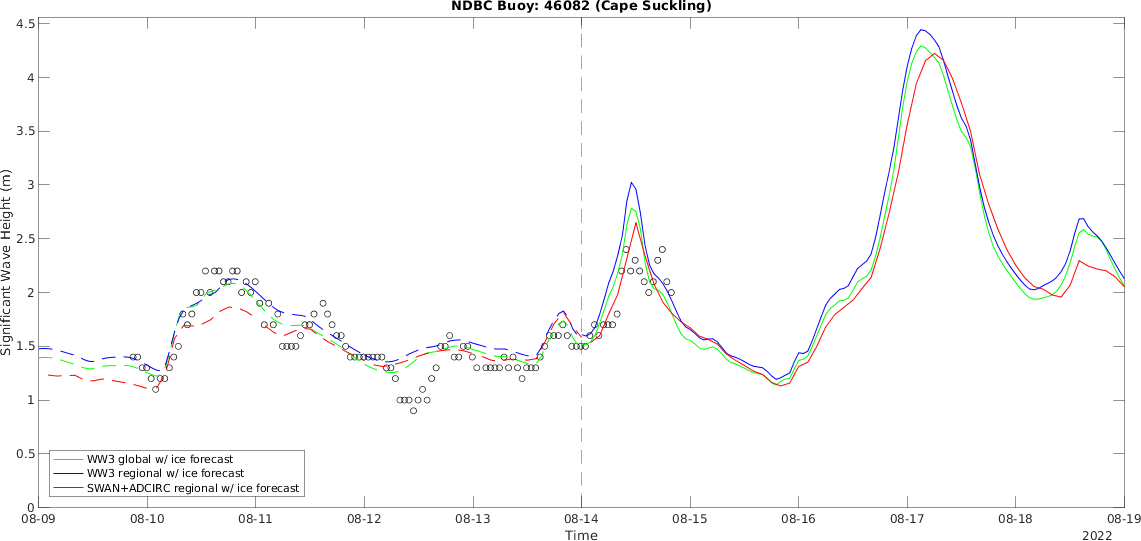 NDBC Buoy: 46082 (Cape Suckling)
4.5
4
3.5
3
2.5
2
1.5
1
0.5
0
Significant Wave Height (m)
WW3 global w/ ice forecast
WW3 regional w/ ice forecast
SWAN+ADCIRC regional w/ ice forecast
08-09 08-10 08-11 08-12 08-13 08-14 08-15 08-16 08-17 08-18 08-19
Time
2022